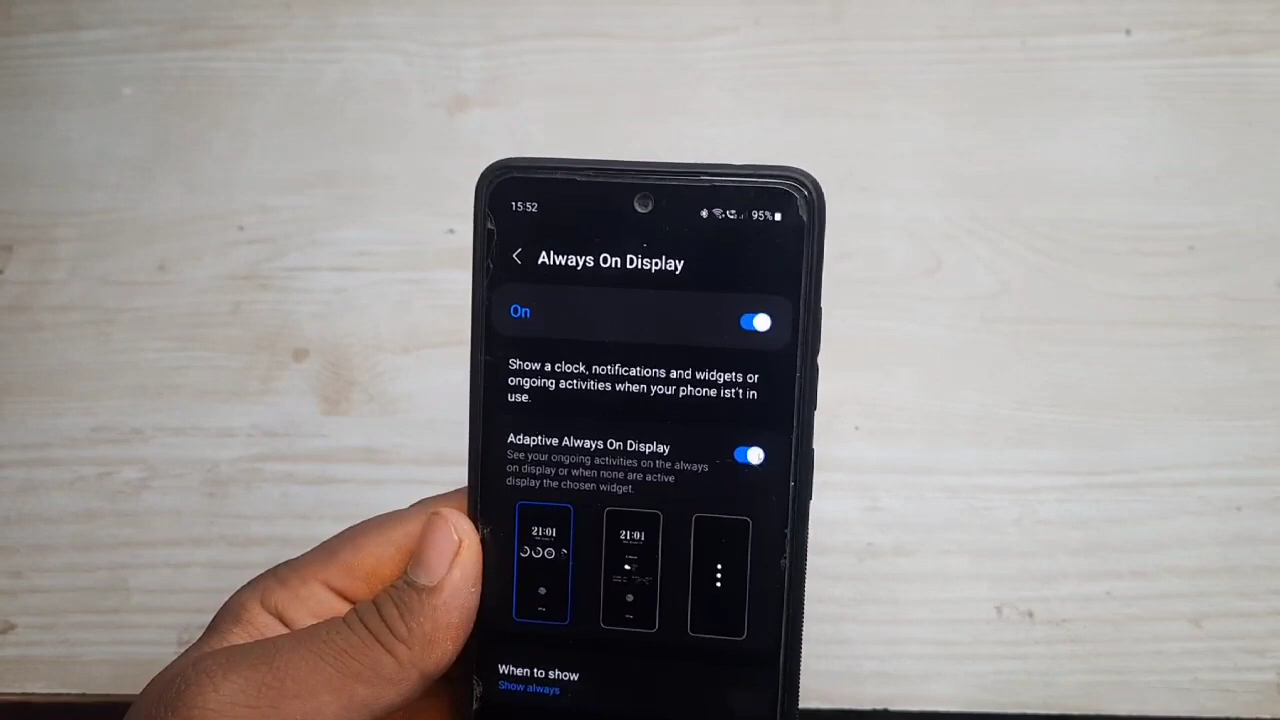 15:52
95%
Always On Display
On
Show a clock, notifications and widgets or
ongoing activities when your phone ist't in
use.
Adaptive Always On Display
See your ongoing activities on the always
on display or when none are active
display the chosen widget.
21:01
21:01
When to show
Show always